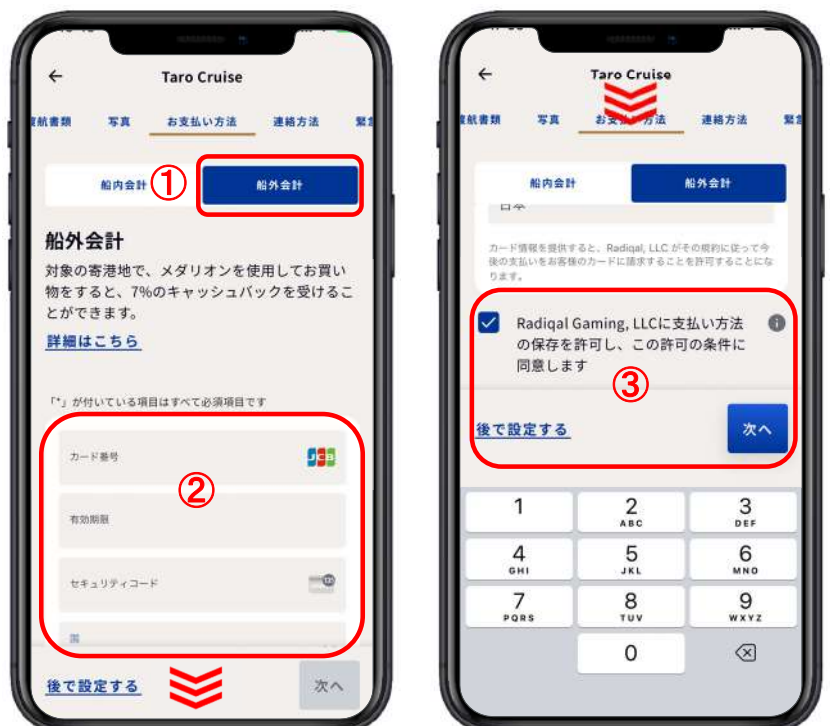 Taro Cruise
航書類 写真 お支払い方法 連絡方法 緊
船内会計 ① 船外会計
船外会計
対象の寄港地で、メダリオンを使用してお買い
物をすると、7%のキャッシュバックを受けるこ
とができます。
詳細はこちら
「*」が付いている項目はすべて必須項目です
カード番号 JCB
②
有効期限
セキュリティコード 123
国
後で設定する 次へ
Taro Cruise
航書類 写真 お支払い方法 連絡方法 緊
船内会計 船外会計
日本
カード情報を提供すると、Radiqal, LLC がその規約に従って今
後の支払いをお客様のカードに請求することを許可することにな
ります。
Radiqal Gaming, LLCに支払い方法
の保存を許可し、この許可の条件に
同意します
③
後で設定する 次へ
1 2 ABC 3 DEF
4 GHI 5 JKL 6 MNO
7 PQRS 8 TUV 9 WXYZ
0